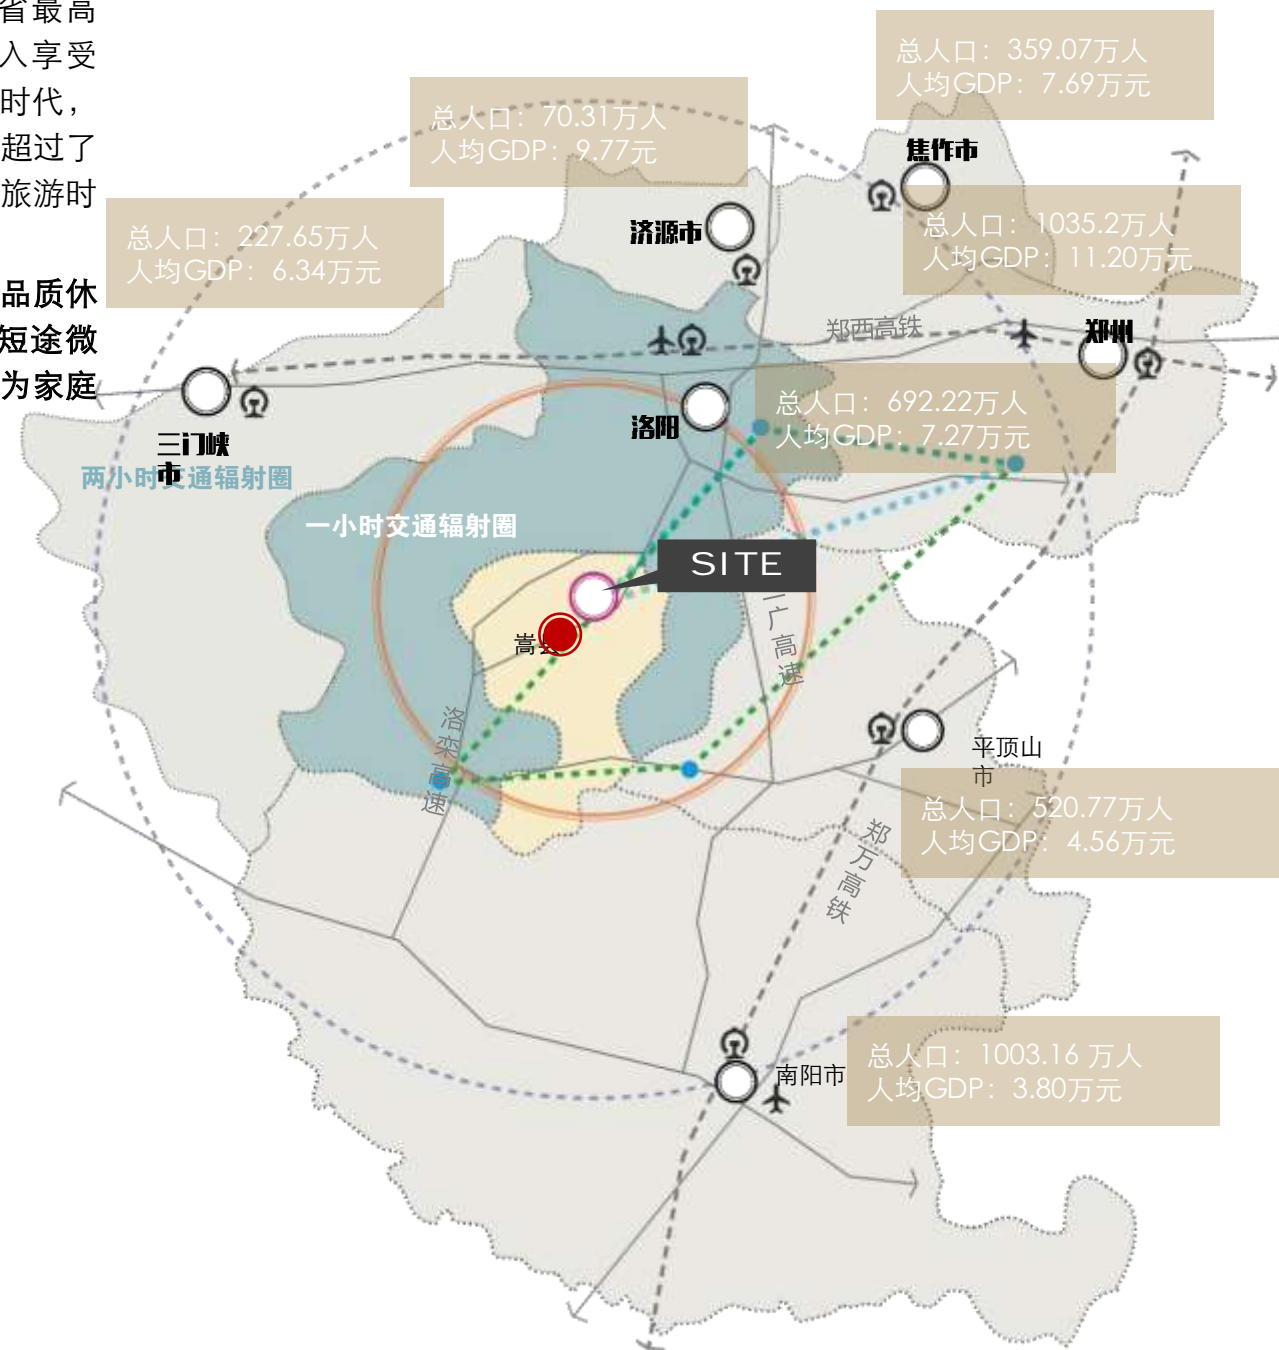 省最高
入享受
时代，
超过了
旅游时
品质休
短途微
为家庭
总人口：359.07万人
人均GDP：7.69万元
总人口：70.31万人
人均GDP：9.77元
焦作市
总人口：1035.2万人
人均GDP：11.20万元
济源市
总人口：227.65万人
人均GDP：6.34万元
郑西高铁
郑州
总人口：692.22万人
人均GDP：7.27万元
洛阳
三门峡
市
两小时交通辐射圈
一小时交通辐射圈
SITE
二广高速
嵩县
洛栾高速
平顶山
市
总人口：520.77万人
人均GDP：4.56万元
郑万高铁
总人口：1003.16 万人
人均GDP：3.80万元
南阳市